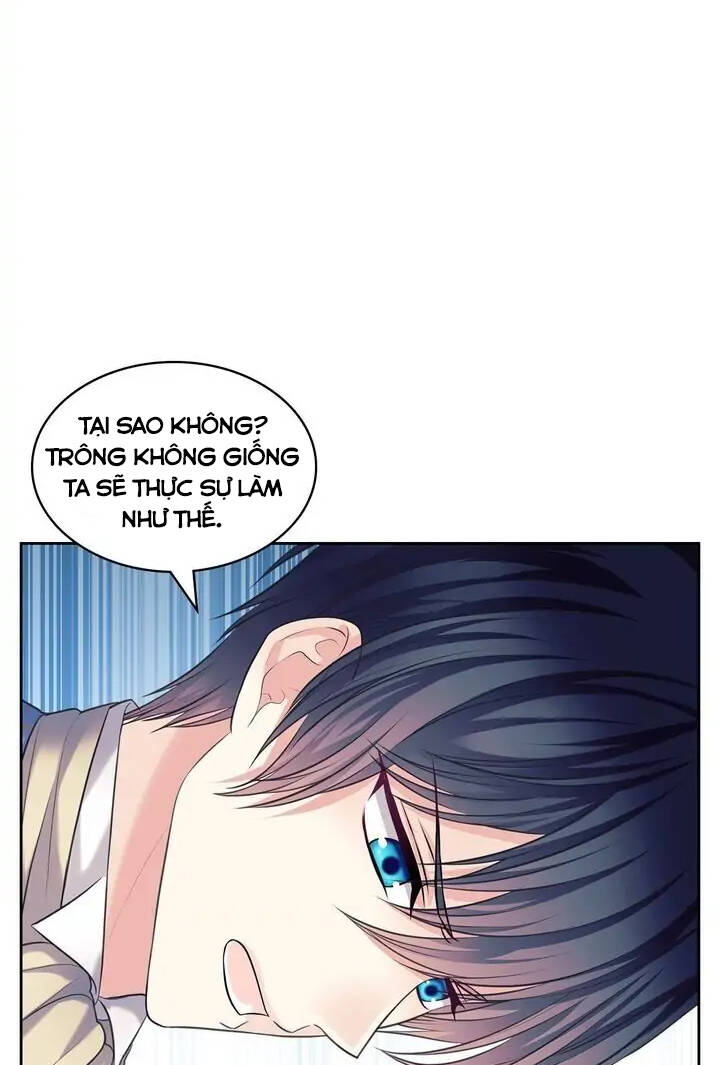 TẠI SAO KHÔNG?
TRÔNG KHÔNG GIỐNG
TA SẼ THỰC SỰ LÀM
NHƯ THẾ.